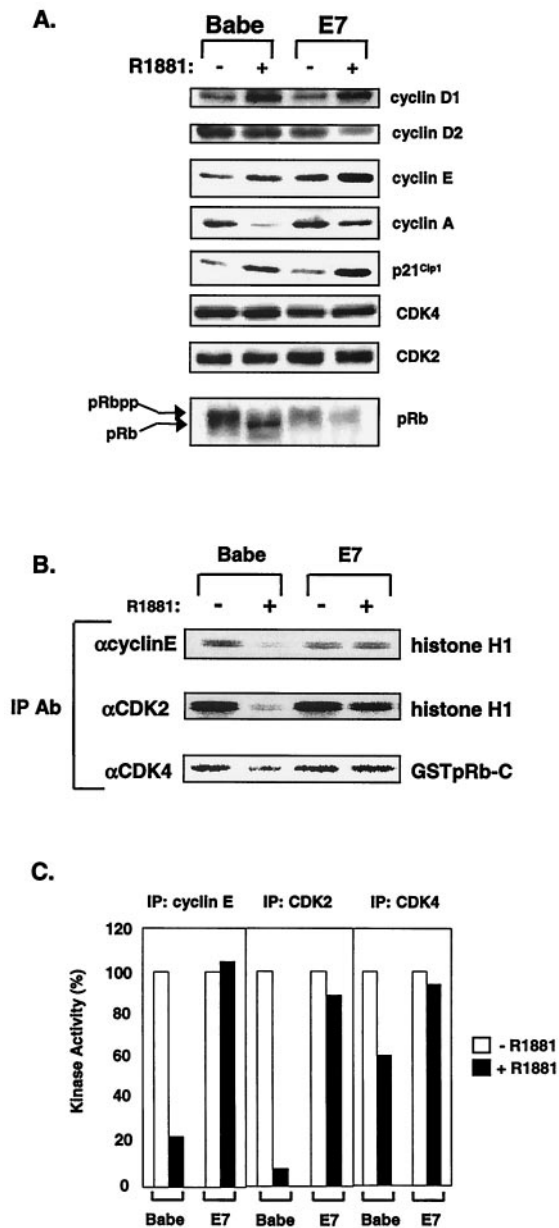 A.
Babe E7
R1881: - + - +
cyclin D1
cyclin D2
cyclin E
cyclin A
p21Clp1
CDK4
CDK2
pRbpp
pRb
pRb
B.
Babe E7
R1881: - + - +
IP Ab
αcyclinE histone H1
αCDK2 histone H1
αCDK4 GSTpRb-C
C.
IP: cyclin E IP: CDK2 IP: CDK4
Kinase Activity (%)
120
100
80
60
40
20
0
- R1881
+ R1881
Babe E7 Babe E7 Babe E7